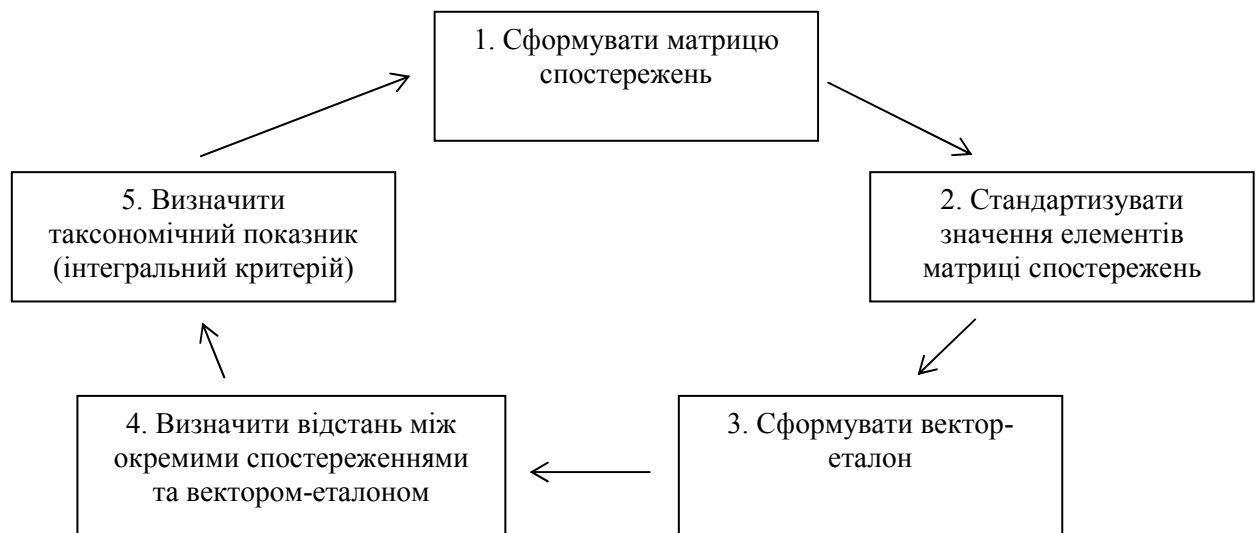 1. Сформувати матрицю
спостережень
2. Стандартизувати
значення елементів
матриці спостережень
3. Сформувати вектор-
еталон
4. Визначити відстань між
окремими спостереженнями
та вектором-еталоном
5. Визначити
таксономічний показник
(інтегральний критерій)